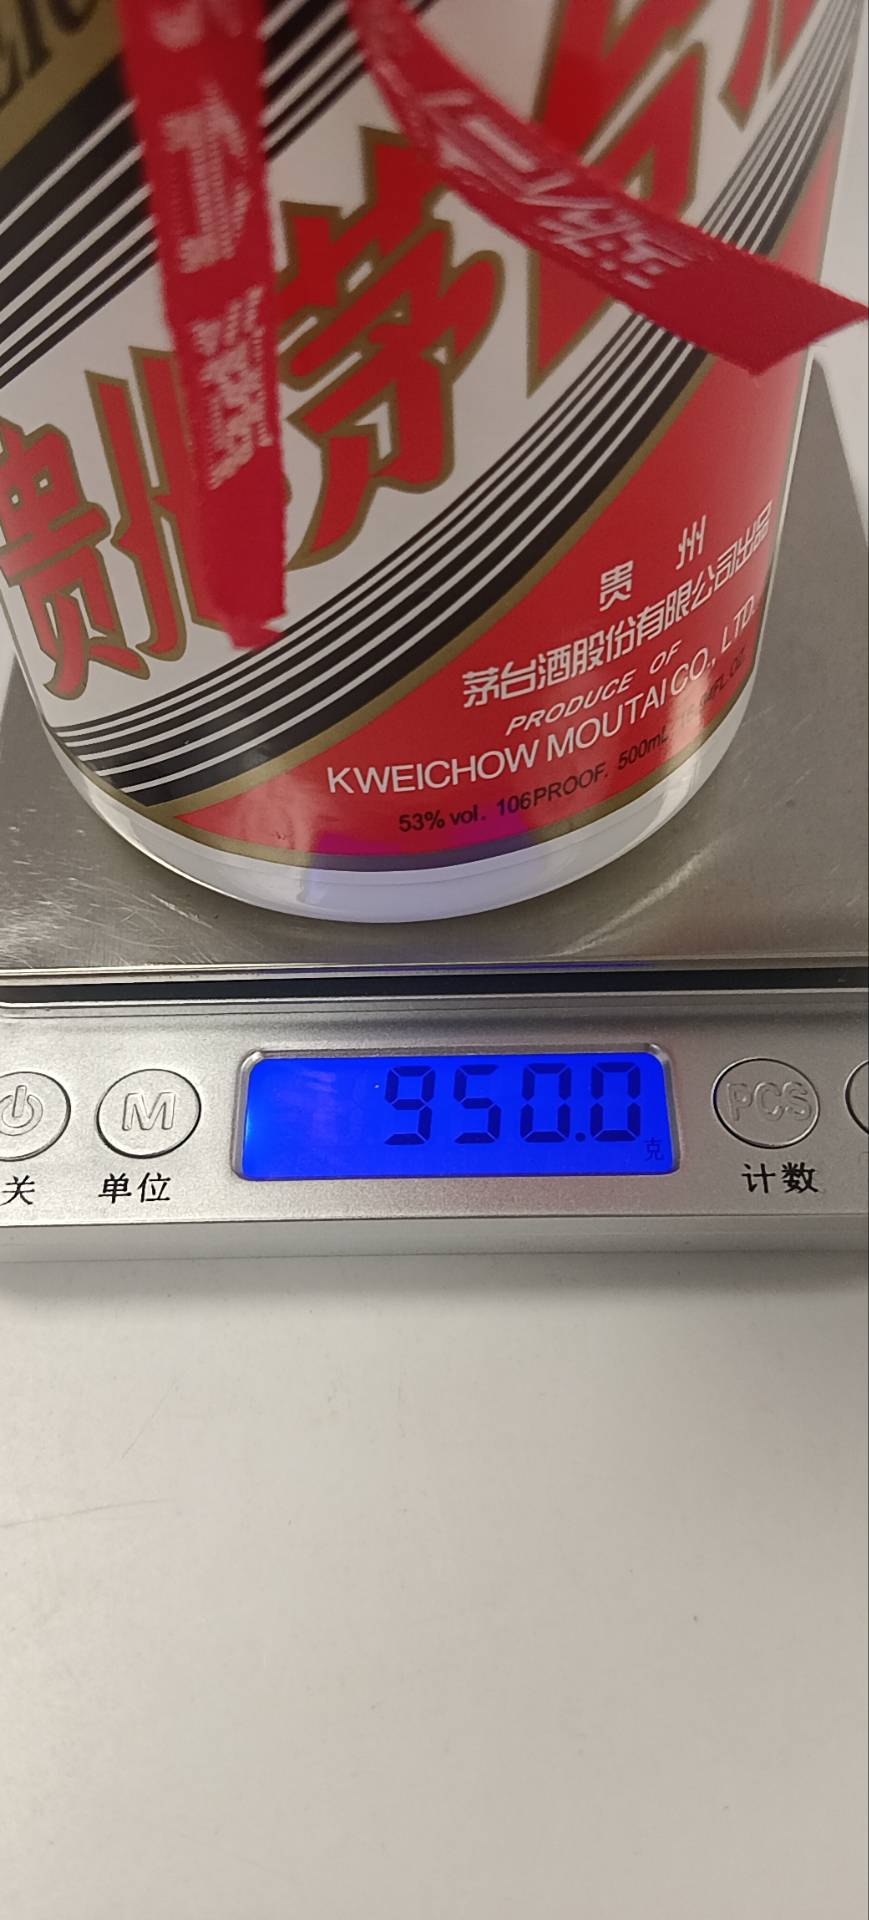 贵州茅
贵州
茅台酒股份有限公司出品
PRODUCE OF
KWEICHOW MOUTAI CO., LTD.
53% vol. 106PROOF. 500mL
950.0
克
M
PCS
关
单位
计数